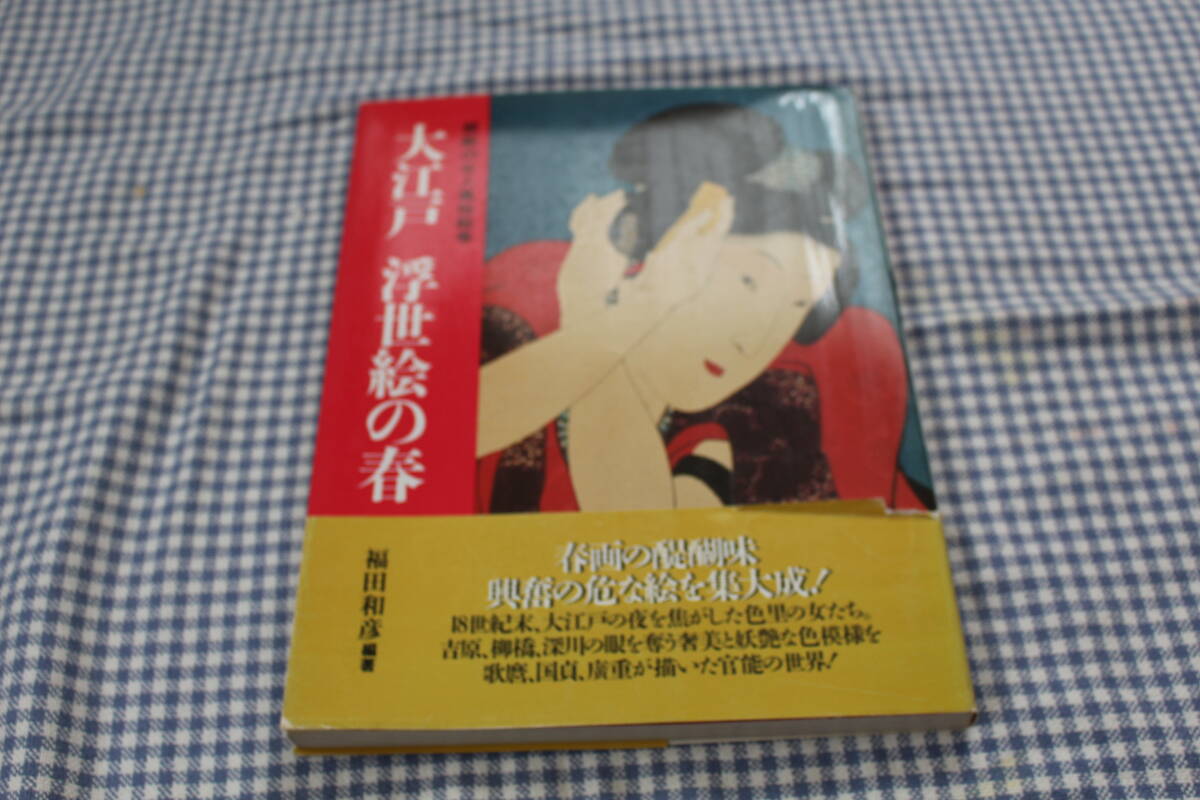 大江戸 浮世絵の春
福田和彦 編著
春画の醍醐味
興奮の危な絵を集大成!
18世紀末、大江戸の夜を焦がした色里の女たち。
吉原、柳橋、深川の眼を奪う奢美と妖艶な色模様を
歌麿、国貞、広重が描いた官能の世界!